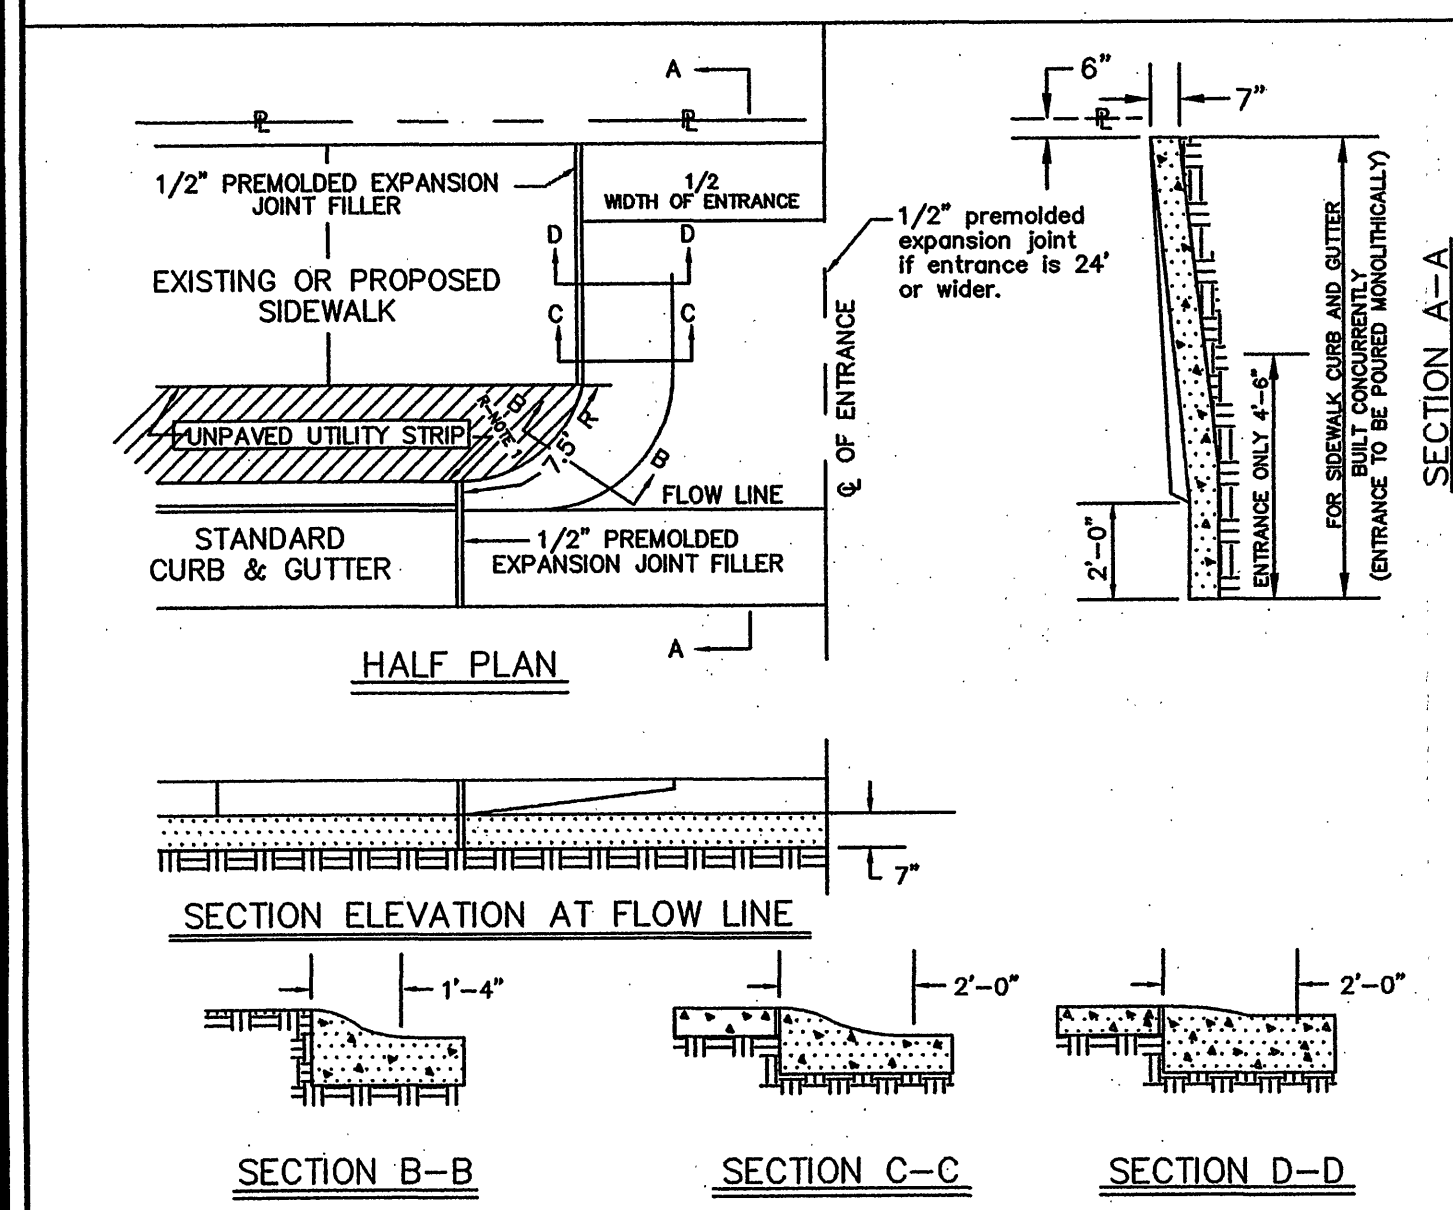 A
6"
7"
PL
PL
PL
1/2" PREMOLDED EXPANSION
JOINT FILLER
1/2
WIDTH OF ENTRANCE
1/2" premolded
expansion joint
if entrance is 24'
or wider.
D
D
EXISTING OR PROPOSED
SIDEWALK
C
C
R-NOTE 1
B
7.5'
R
UNPAVED UTILITY STRIP
B
FLOW LINE
℄ OF ENTRANCE
STANDARD
CURB & GUTTER
1/2" PREMOLDED
EXPANSION JOINT FILLER
A
HALF PLAN
2'-0"
ENTRANCE ONLY 4'-6"
FOR SIDEWALK CURB AND GUTTER
BUILT CONCURRENTLY
(ENTRANCE TO BE POURED MONOLITHICALLY)
SECTION A-A
7"
SECTION ELEVATION AT FLOW LINE
1'-4"
2'-0"
2'-0"
SECTION B-B
SECTION C-C
SECTION D-D